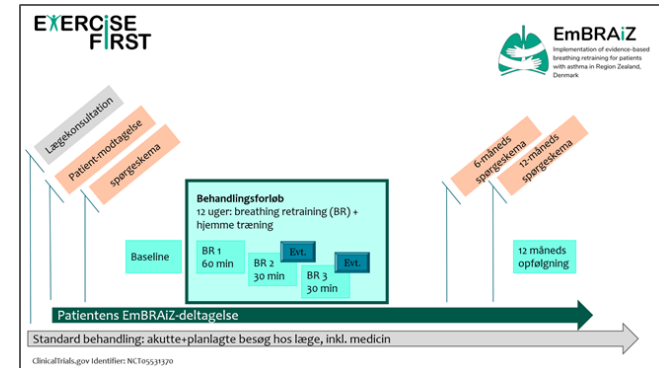 EXERCiSE
FiRST
EmBRAiZ
Implementation of evidence-based
breathing retraining for patients
with asthma in Region Zealand,
Denmark
Lægekonsultation
Patient-modtagelse
spørgeskema
6-måneds
spørgeskema
12-måneds
spørgeskema
Behandlingsforløb
12 uger: breathing retraining (BR) +
hjemme træning
Baseline
BR 1
60 min
Evt.
BR 2
30 min
Evt.
BR 3
30 min
12 måneds
opfølgning
Patientens EmBRAiZ-deltagelse
Standard behandling: akutte+planlagte besøg hos læge, inkl. medicin
ClinicalTrials.gov Identifier: NCT05531370